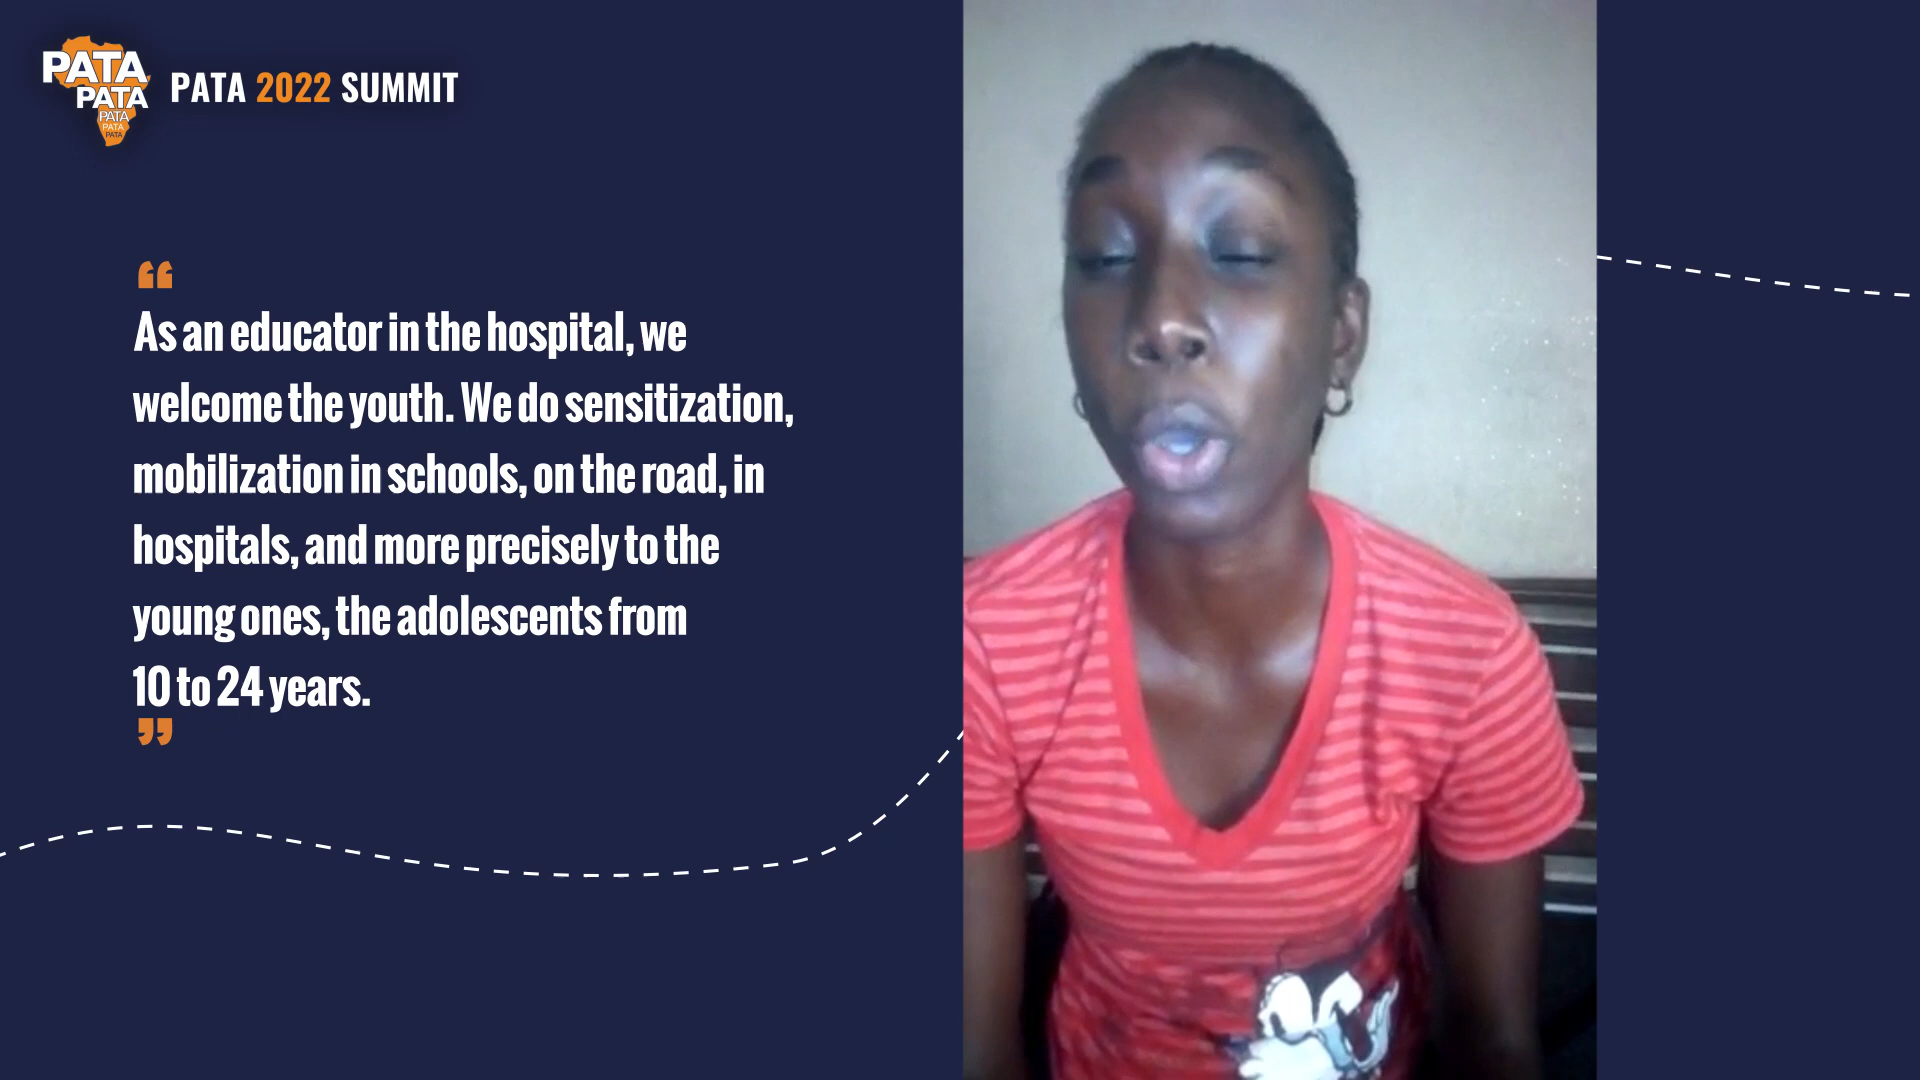 PATA
PATA
PATA
PATA
PATA
PATA 2022 SUMMIT
“
As an educator in the hospital, we
welcome the youth. We do sensitization,
mobilization in schools, on the road, in
hospitals, and more precisely to the
young ones, the adolescents from
10 to 24 years.
”